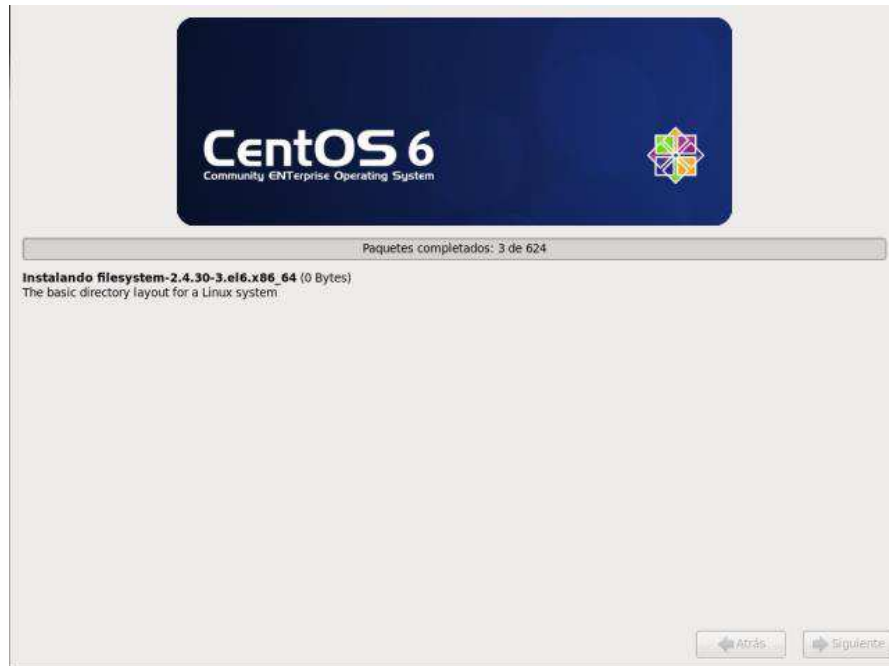 CentOS 6
Community ENTerprise Operating System
Paquetes completados: 3 de 624
Instalando filesystem-2.4.30-3.el6.x86_64 (0 Bytes)
The basic directory layout for a Linux system
Atrás
Siguiente